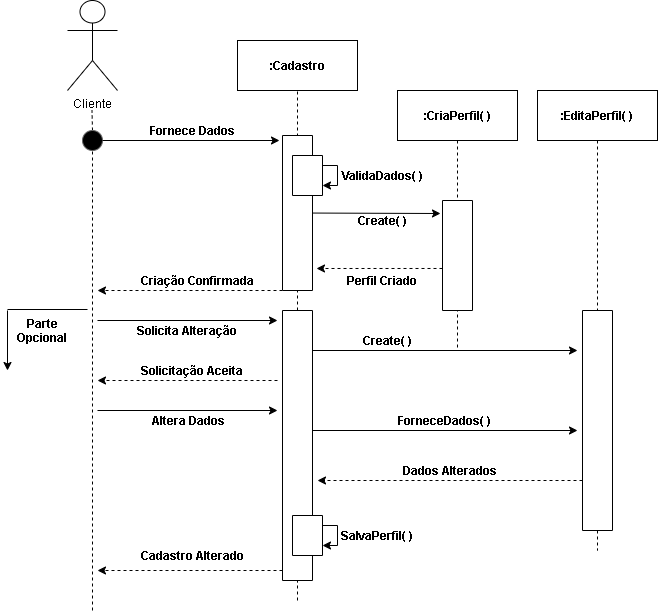 :Cadastro
Cliente
:CriaPerfil( )
:EditaPerfil( )
Fornece Dados
ValidaDados( )
Create( )
Criação Confirmada
Perfil Criado
Parte
Opcional
Solicita Alteração
Create( )
Solicitação Aceita
Altera Dados
ForneceDados( )
Dados Alterados
SalvaPerfil( )
Cadastro Alterado